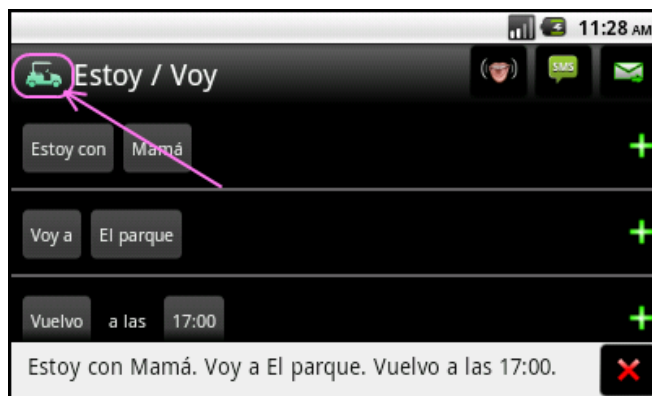 11:28 AM
Estoy / Voy
SMS
Estoy con Mamá
Voy a El parque
Vuelvo a las 17:00
Estoy con Mamá. Voy a El parque. Vuelvo a las 17:00.